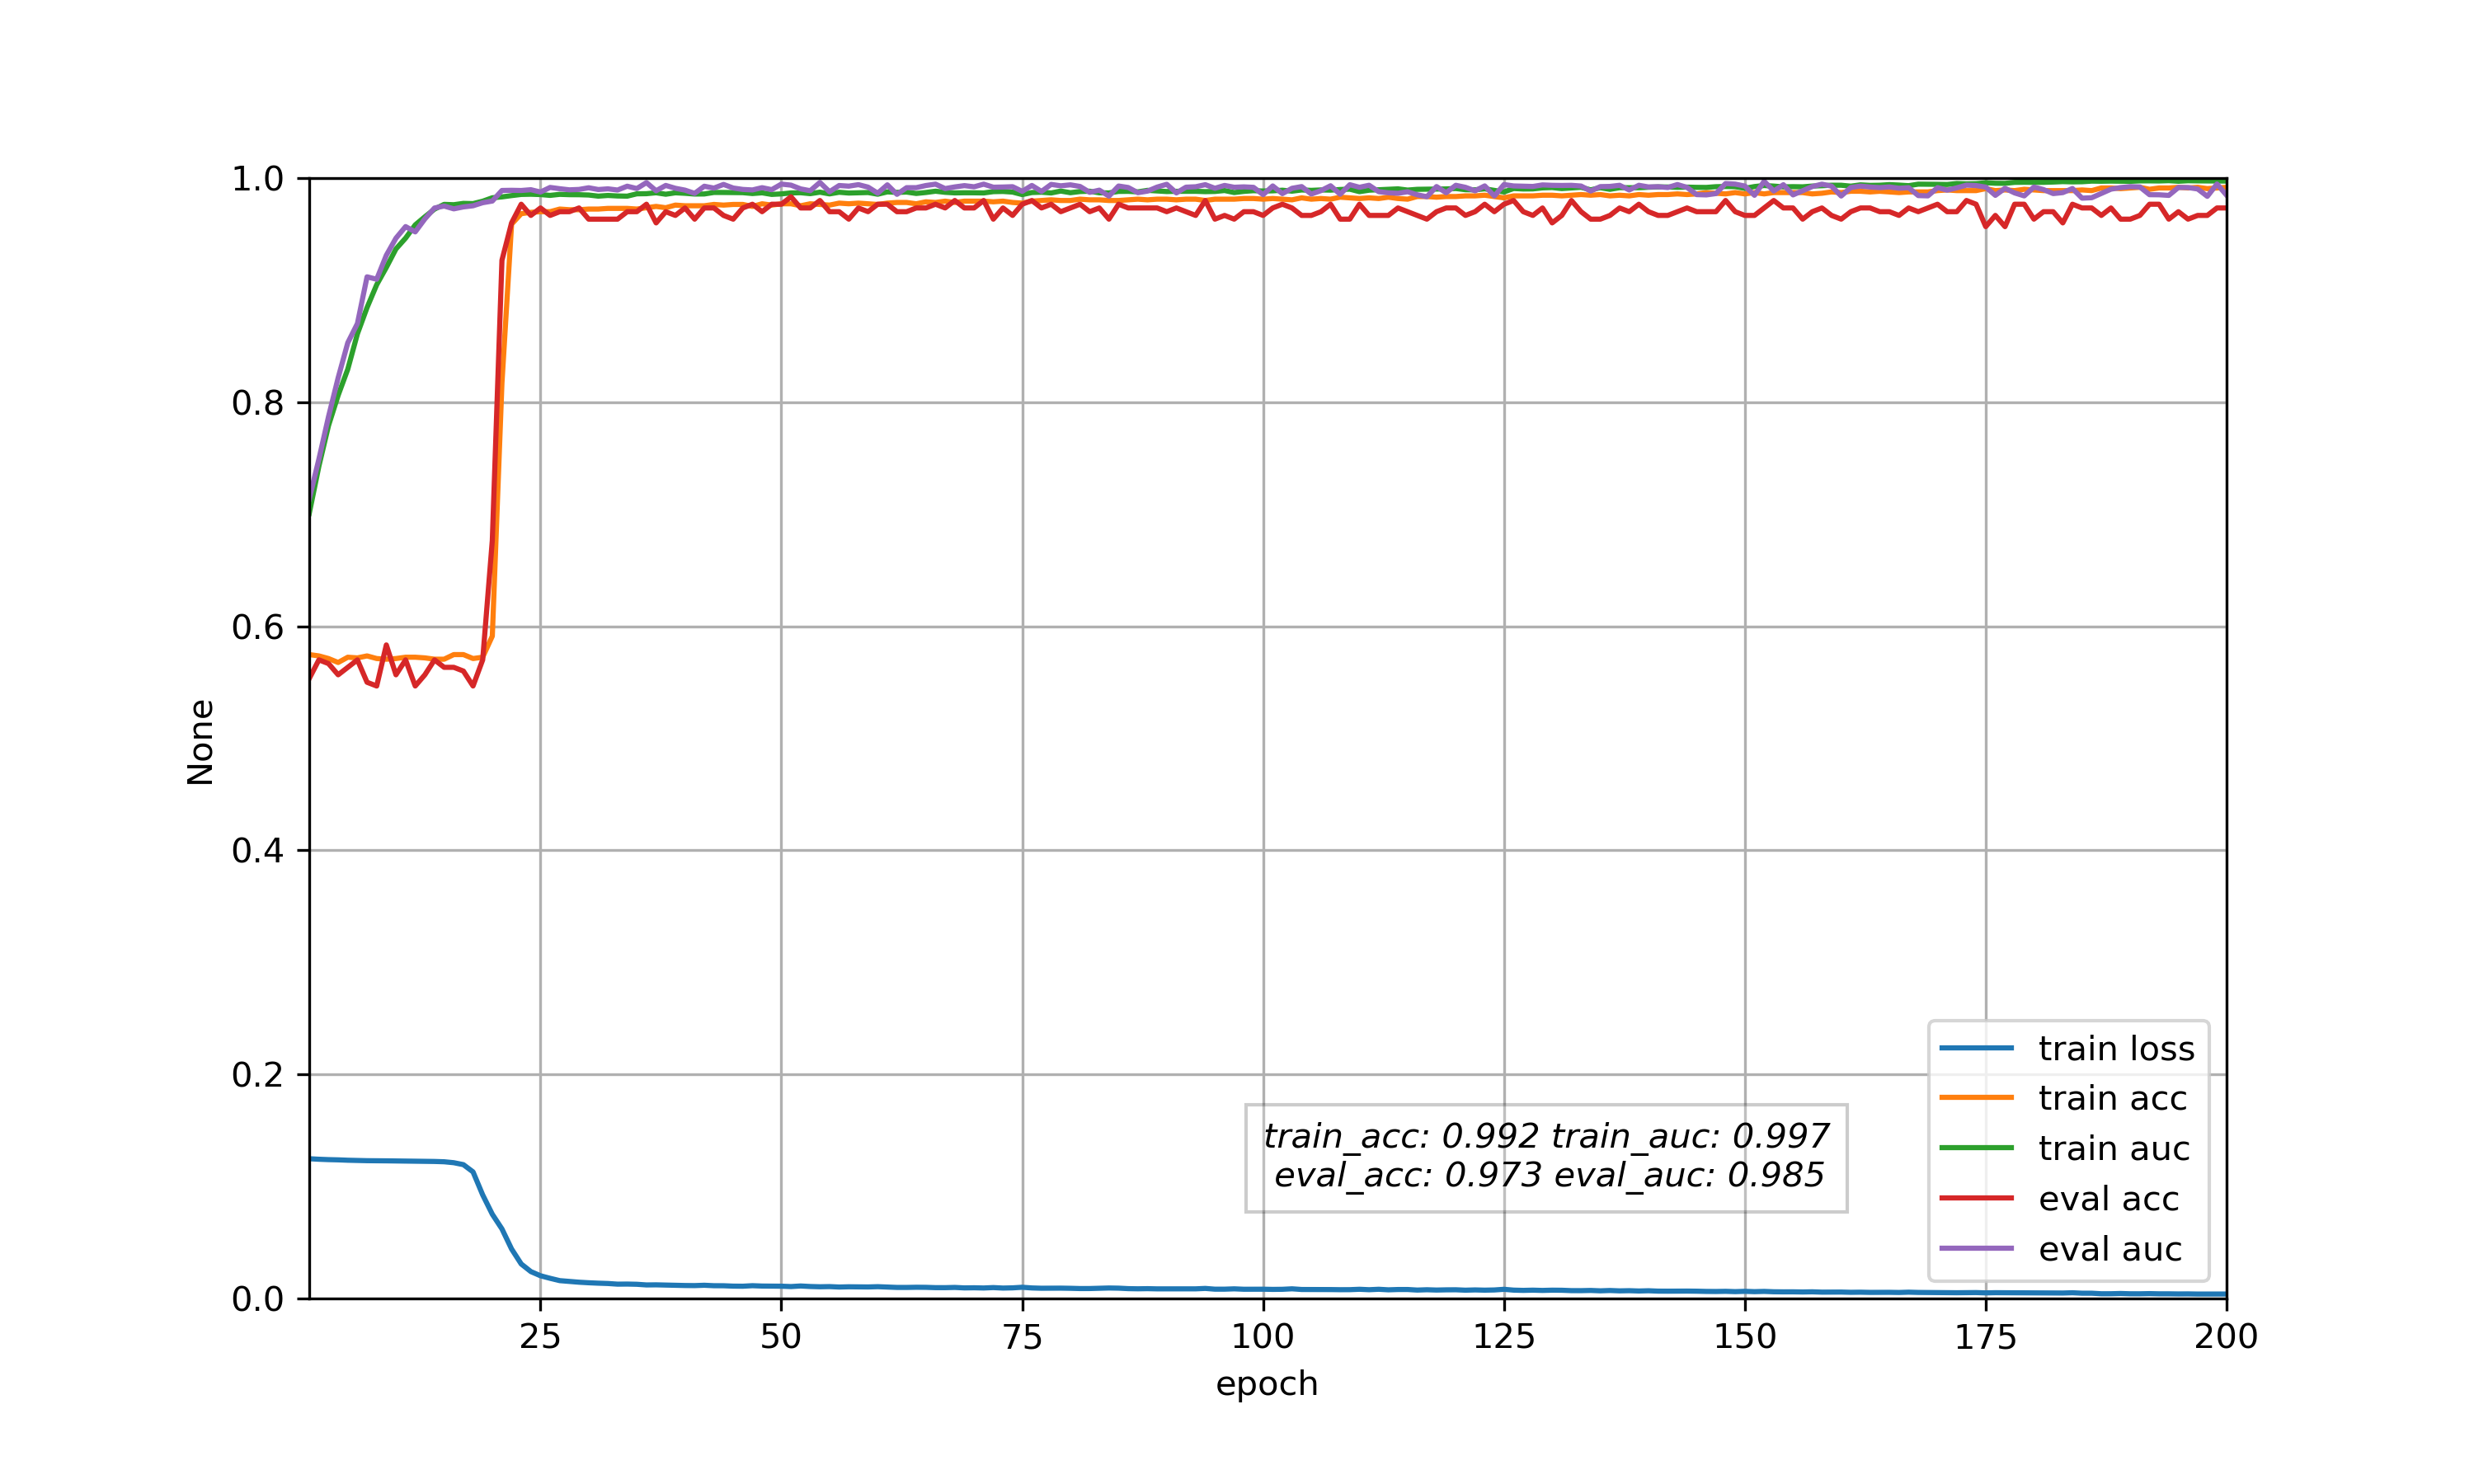 1.0
0.8
0.6
0.4
0.2
0.0
None
25 50 75 100 125 150 175 200
epoch
train_acc: 0.992 train_auc: 0.997
eval_acc: 0.973 eval_auc: 0.985
train loss
train acc
train auc
eval acc
eval auc